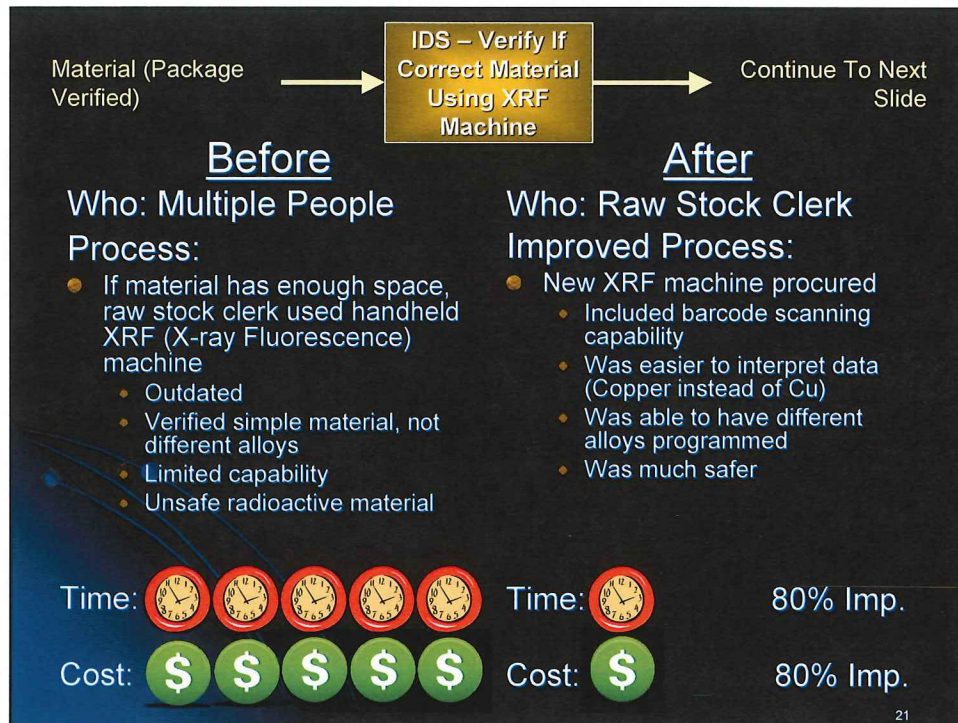 Material (Package
Verified)
IDS – Verify If
Correct Material
Using XRF
Machine
Continue To Next
Slide
Before
Who: Multiple People
Process:
If material has enough space,
raw stock clerk used handheld
XRF (X-ray Fluorescence)
machine
Outdated
Verified simple material, not
different alloys
Limited capability
Unsafe radioactive material
After
Who: Raw Stock Clerk
Improved Process:
New XRF machine procured
Included barcode scanning
capability
Was easier to interpret data
(Copper instead of Cu)
Was able to have different
alloys programmed
Was much safer
Time:
Time:
80% Imp.
Cost: $ $ $ $ $
Cost: $
80% Imp.
21